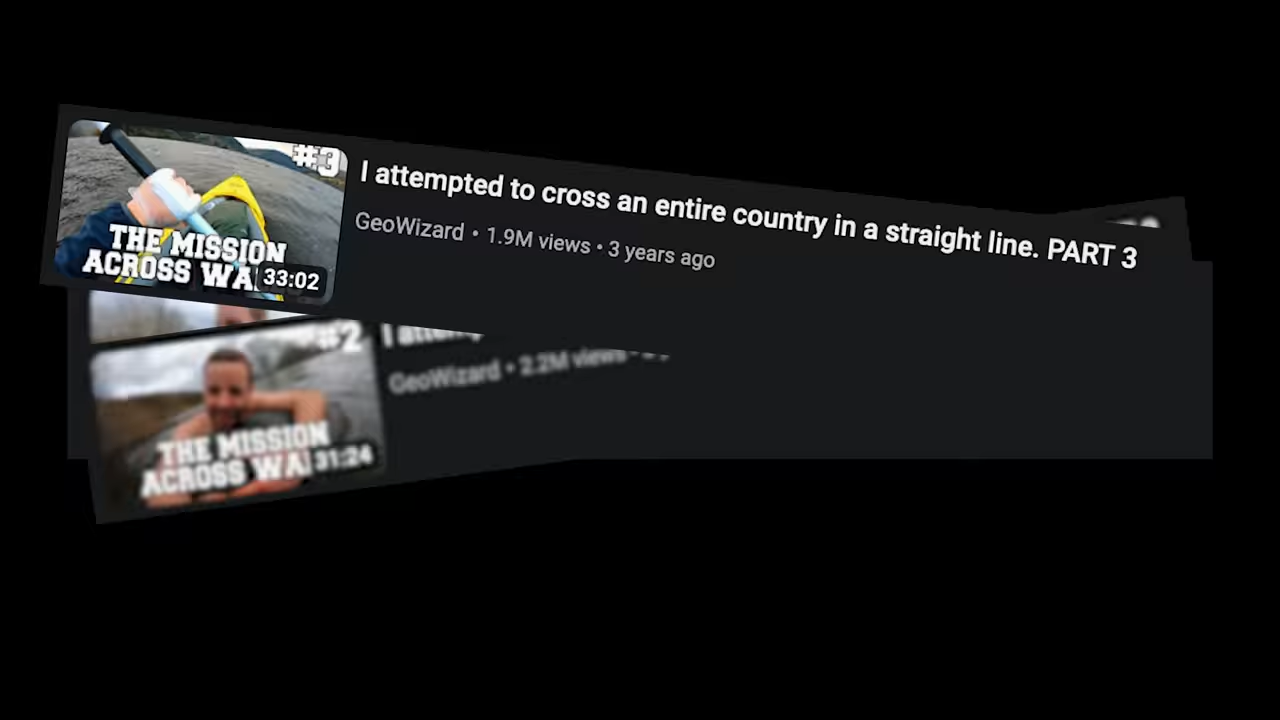 #3
THE MISSION
ACROSS WA
33:02
I attempted to cross an entire country in a straight line. PART 3
GeoWizard • 1.9M views • 3 years ago
#2
THE MISSION
ACROSS WA
31:24
GeoWizard • 2.2M views